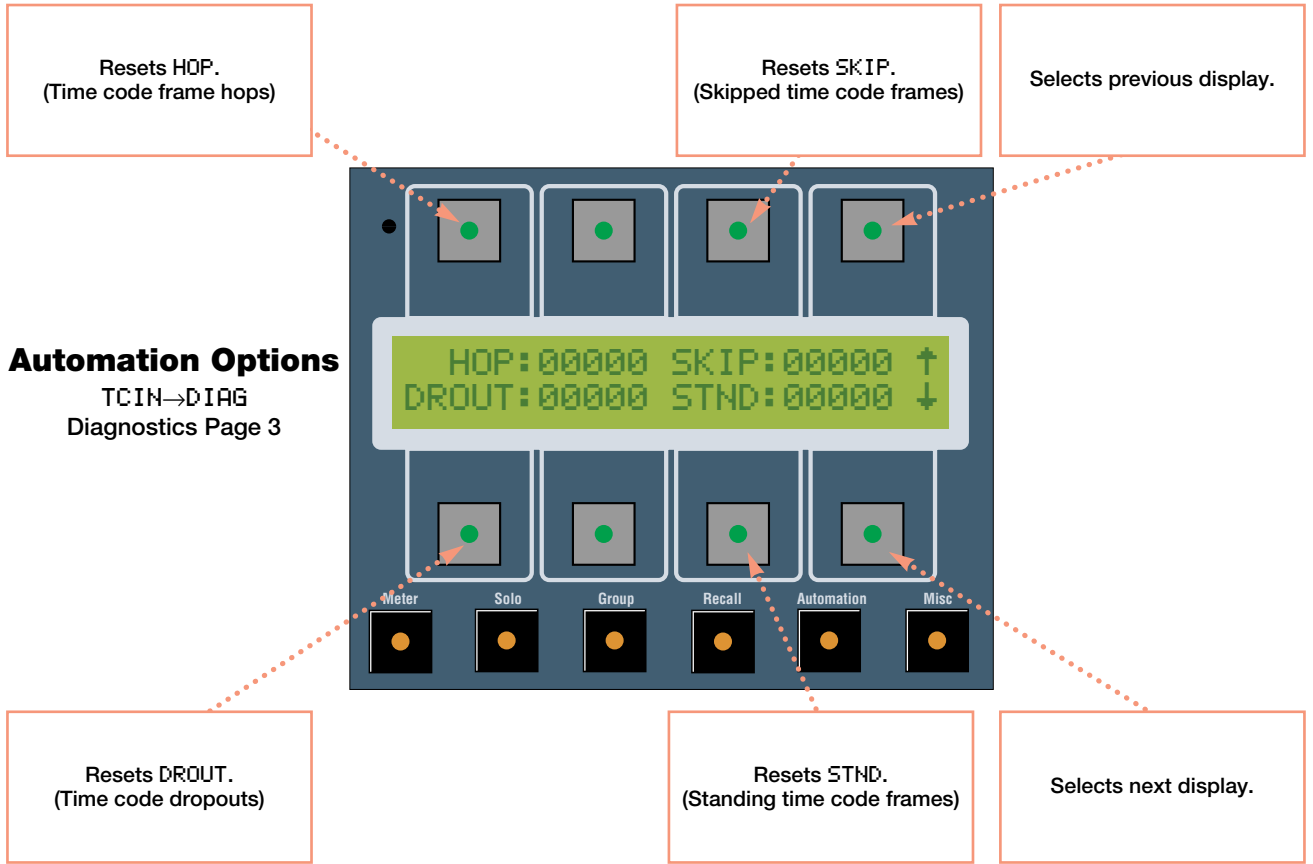 Resets HOP.
(Time code frame hops)
Resets SKIP.
(Skipped time code frames)
Selects previous display.
Automation Options
TCIN→DIAG
Diagnostics Page 3
HOP:00000 SKIP:00000 ↑
DROUT:00000 STND:00000 ↓
Meter Solo Group Recall Automation Misc
Resets DROUT.
(Time code dropouts)
Resets STND.
(Standing time code frames)
Selects next display.